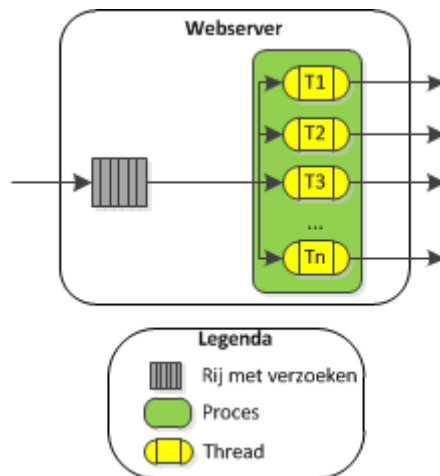 Webserver
T1
T2
T3
...
Tn
Legenda
Rij met verzoeken
Proces
Thread